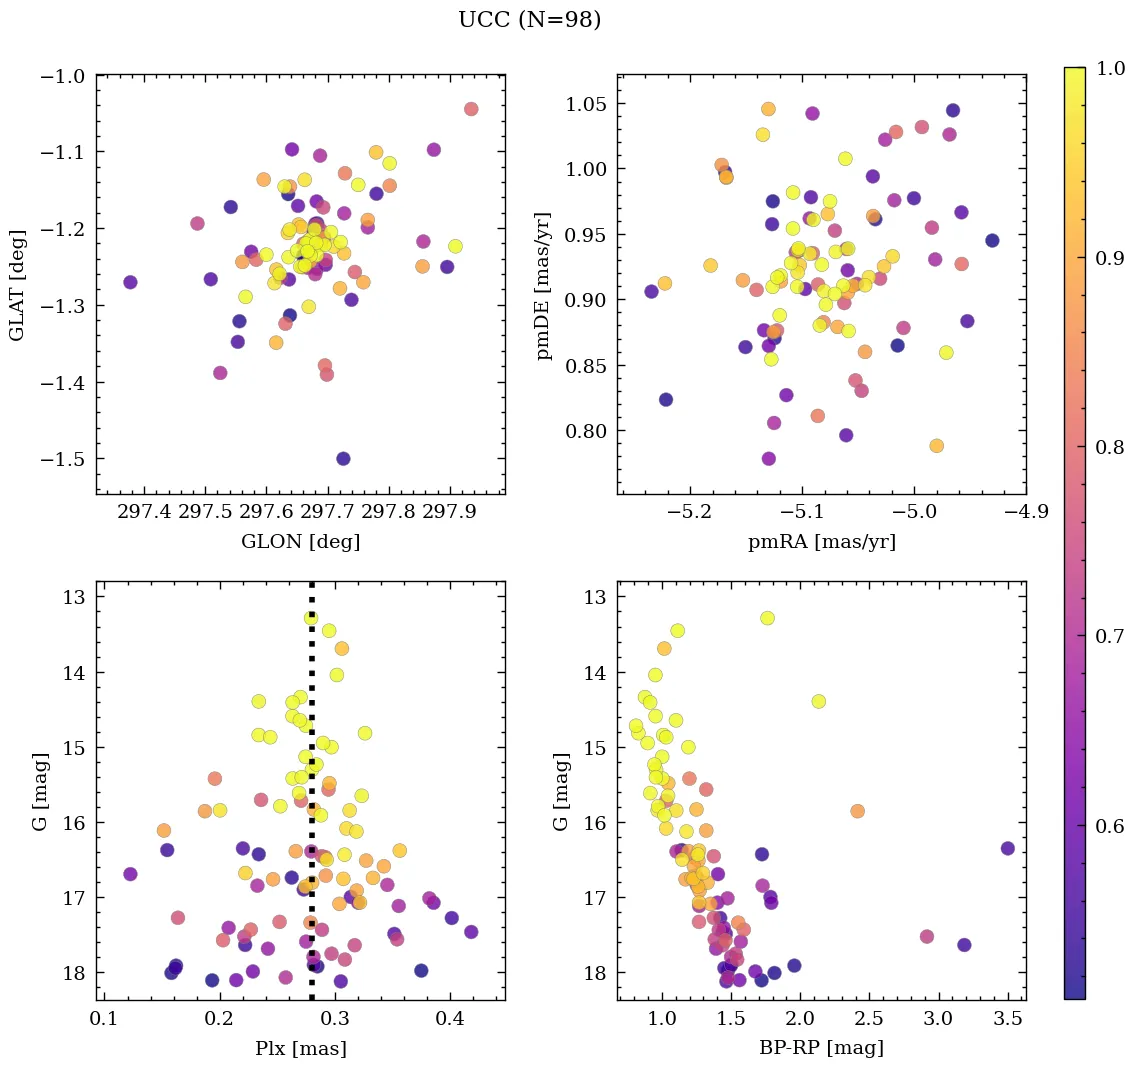 UCC (N=98)
−1.0
−1.1
−1.2
−1.3
−1.4
−1.5
GLAT [deg]
297.4 297.5 297.6 297.7 297.8 297.9
GLON [deg]
1.05
1.00
0.95
0.90
0.85
0.80
pmDE [mas/yr]
−5.2 −5.1 −5.0 −4.9
pmRA [mas/yr]
13
14
15
16
17
18
G [mag]
0.1 0.2 0.3 0.4
Plx [mas]
13
14
15
16
17
18
G [mag]
1.0 1.5 2.0 2.5 3.0 3.5
BP-RP [mag]
1.0
0.9
0.8
0.7
0.6